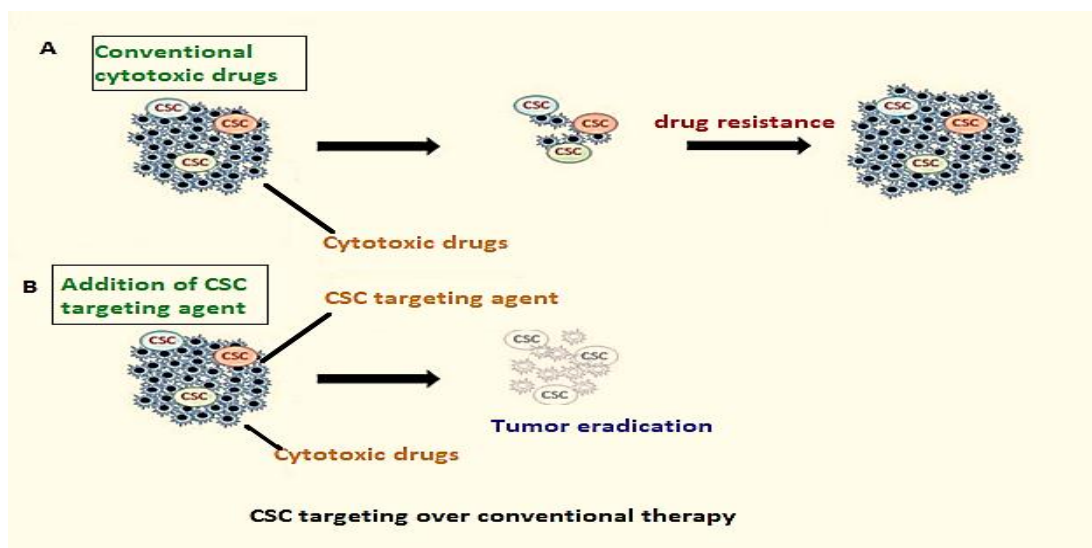 A
Conventional
cytotoxic drugs
CSC
CSC
CSC
CSC
CSC
CSC
drug resistance
CSC
CSC
CSC
Cytotoxic drugs
B
Addition of CSC
targeting agent
CSC targeting agent
CSC
CSC
CSC
CSC
CSC
CSC
Tumor eradication
Cytotoxic drugs
CSC targeting over conventional therapy